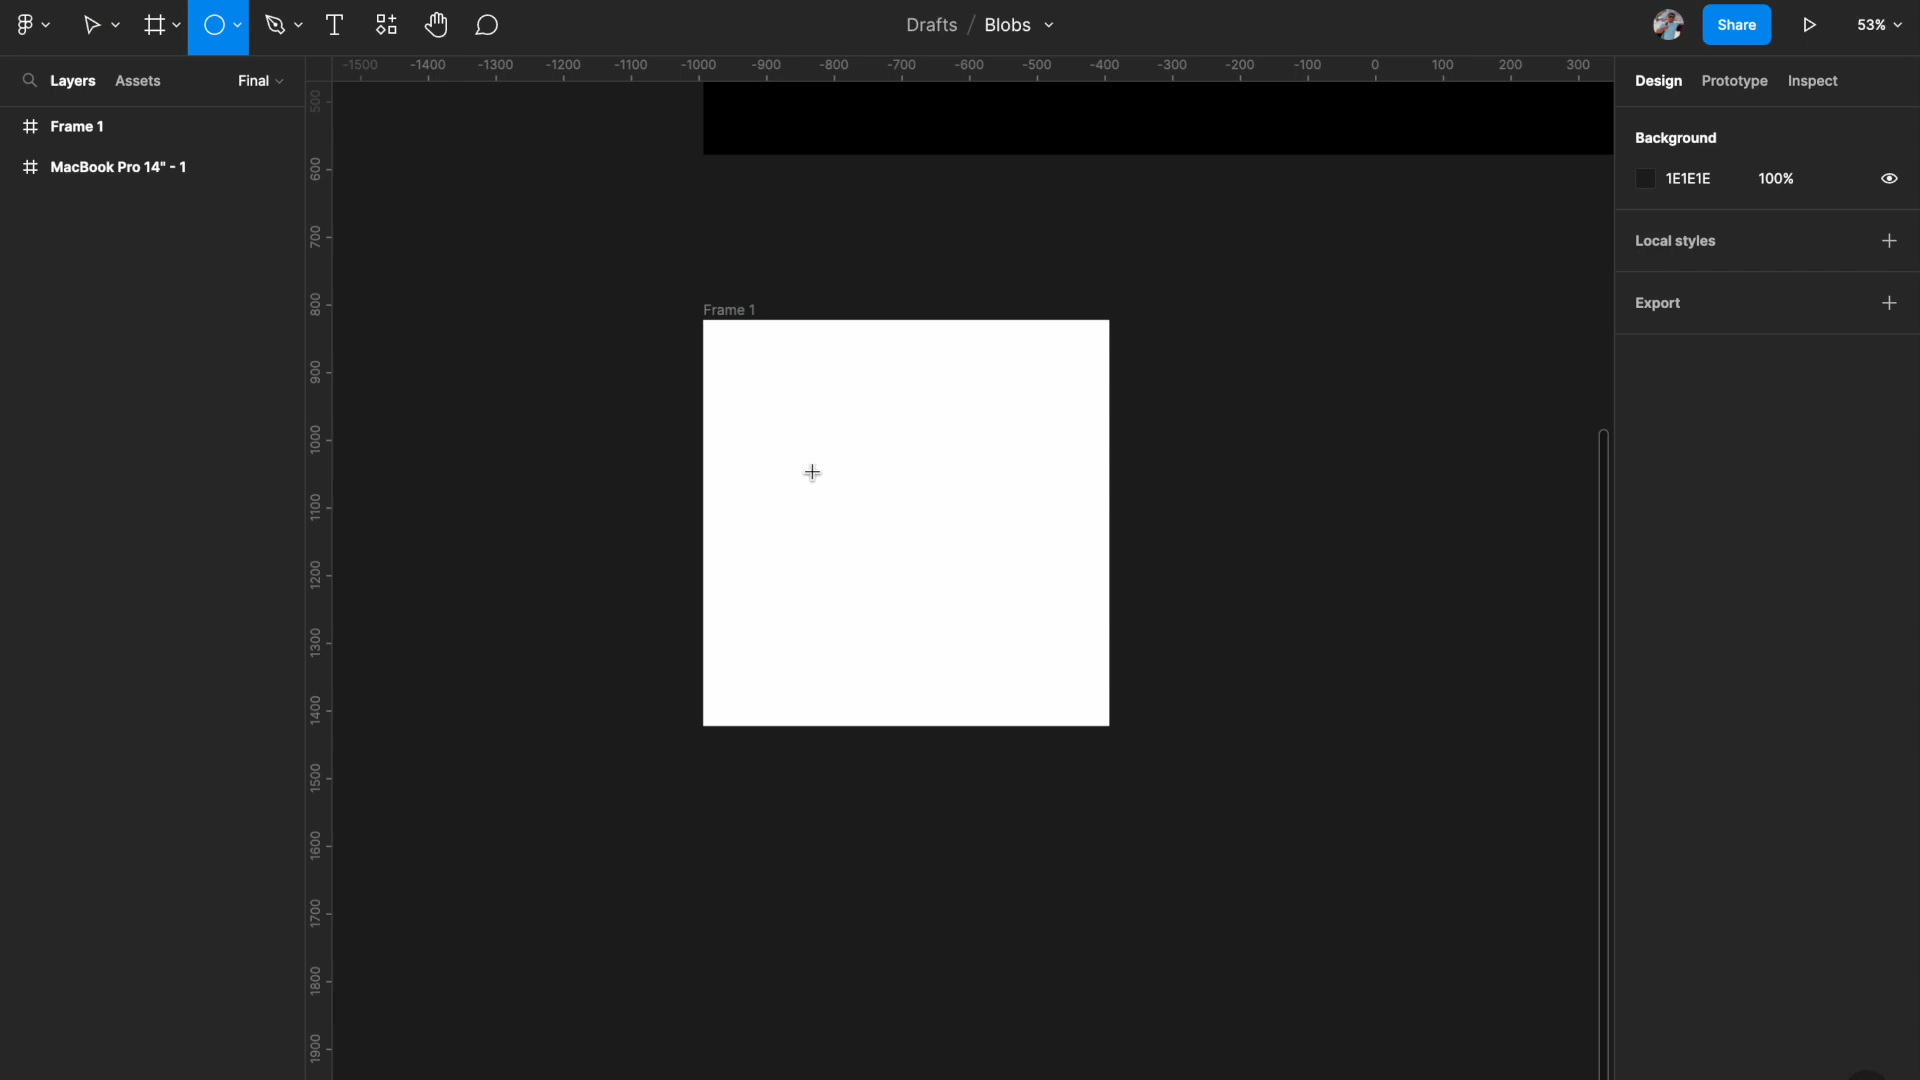 Drafts / Blobs
Share
53%
Layers Assets Final
-1500 -1400 -1300 -1200 -1100 -1000 -900 -800 -700 -600 -500 -400 -300 -200 -100 0 100 200 300
Design Prototype Inspect
500
Frame 1
Background
MacBook Pro 14" - 1
600
1E1E1E 100%
700
Local styles
800
Export
Frame 1
900
1000
1100
1200
1300
1400
1500
1600
1700
1800
1900